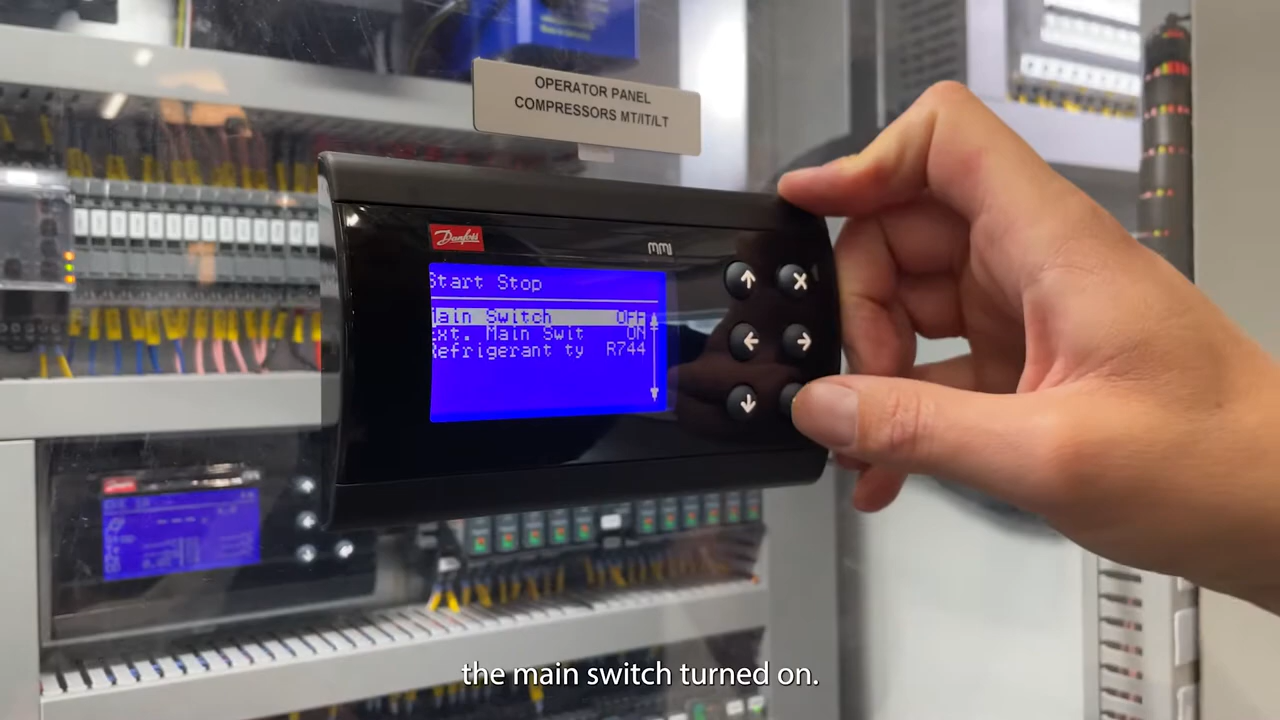 OPERATOR PANEL
COMPRESSORS MT/IT/LT
Danfoss
MMI
Start Stop
Main Switch OFF
Ext. Main Swit ON
Refrigerant ty R744
the main switch turned on.